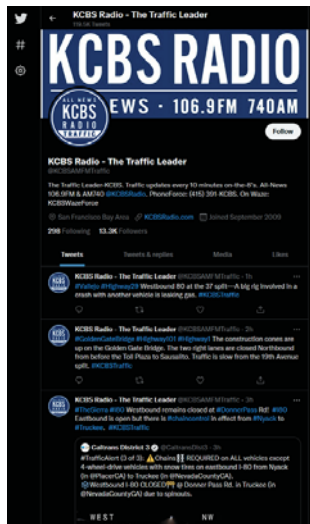 KCBS Radio - The Traffic Leader
119.5K Tweets
KCBS RADIO
ALL NEWS
KCBS
RADIO
TRAFFIC
EWS · 106.9FM 740AM
Follow
KCBS Radio - The Traffic Leader
@KCBSAMFMTraffic
The Traffic Leader-KCBS. Traffic updates every 10 minutes on-the-8's. All-News
106.9FM & AM740 @KCBSRadio. PhoneForce: (415) 391-KCBS. On Waze:
KCBSWazeForce
San Francisco Bay Area KCBSRadio.com Joined September 2009
298 Following 13.3K Followers
Tweets Tweets & replies Media Likes
KCBS Radio - The Traffic Leader @KCBSAMFMTraffic · 1h
#Vallejo #Highway29 Westbound 80 at the 37 split---A big rig involved in a
crash with another vehicle is leaking gas. #KCBSTraffic
KCBS Radio - The Traffic Leader @KCBSAMFMTraffic · 2h
#GoldenGateBridge #Highway101 #Highway1 The construction cones are
up on the Golden Gate Bridge. The two right lanes are closed Northbound
from before the Toll Plaza to Sausalito. Traffic is slow from the 19th Avenue
split. #KCBSTraffic
KCBS Radio - The Traffic Leader @KCBSAMFMTraffic · 3h
#TheSierra #I80 Westbound remains closed at #DonnerPass Rd! #I80
Eastbound is open but there is #chaincontrol in effect from #Nyack to
#Truckee. #KCBSTraffic
Caltrans District 3 @CaltransDist3 · 3h
#TrafficAlert (3 of 3): Chains REQUIRED on ALL vehicles except
4-wheel-drive vehicles with snow tires on eastbound I-80 from Nyack
(in @PlacerCA) to Truckee (in @NevadaCountyCA).
Westbound I-80 CLOSED @ Donner Pass Rd. in Truckee (in
@NevadaCountyCA) due to spinouts.
WEST NW